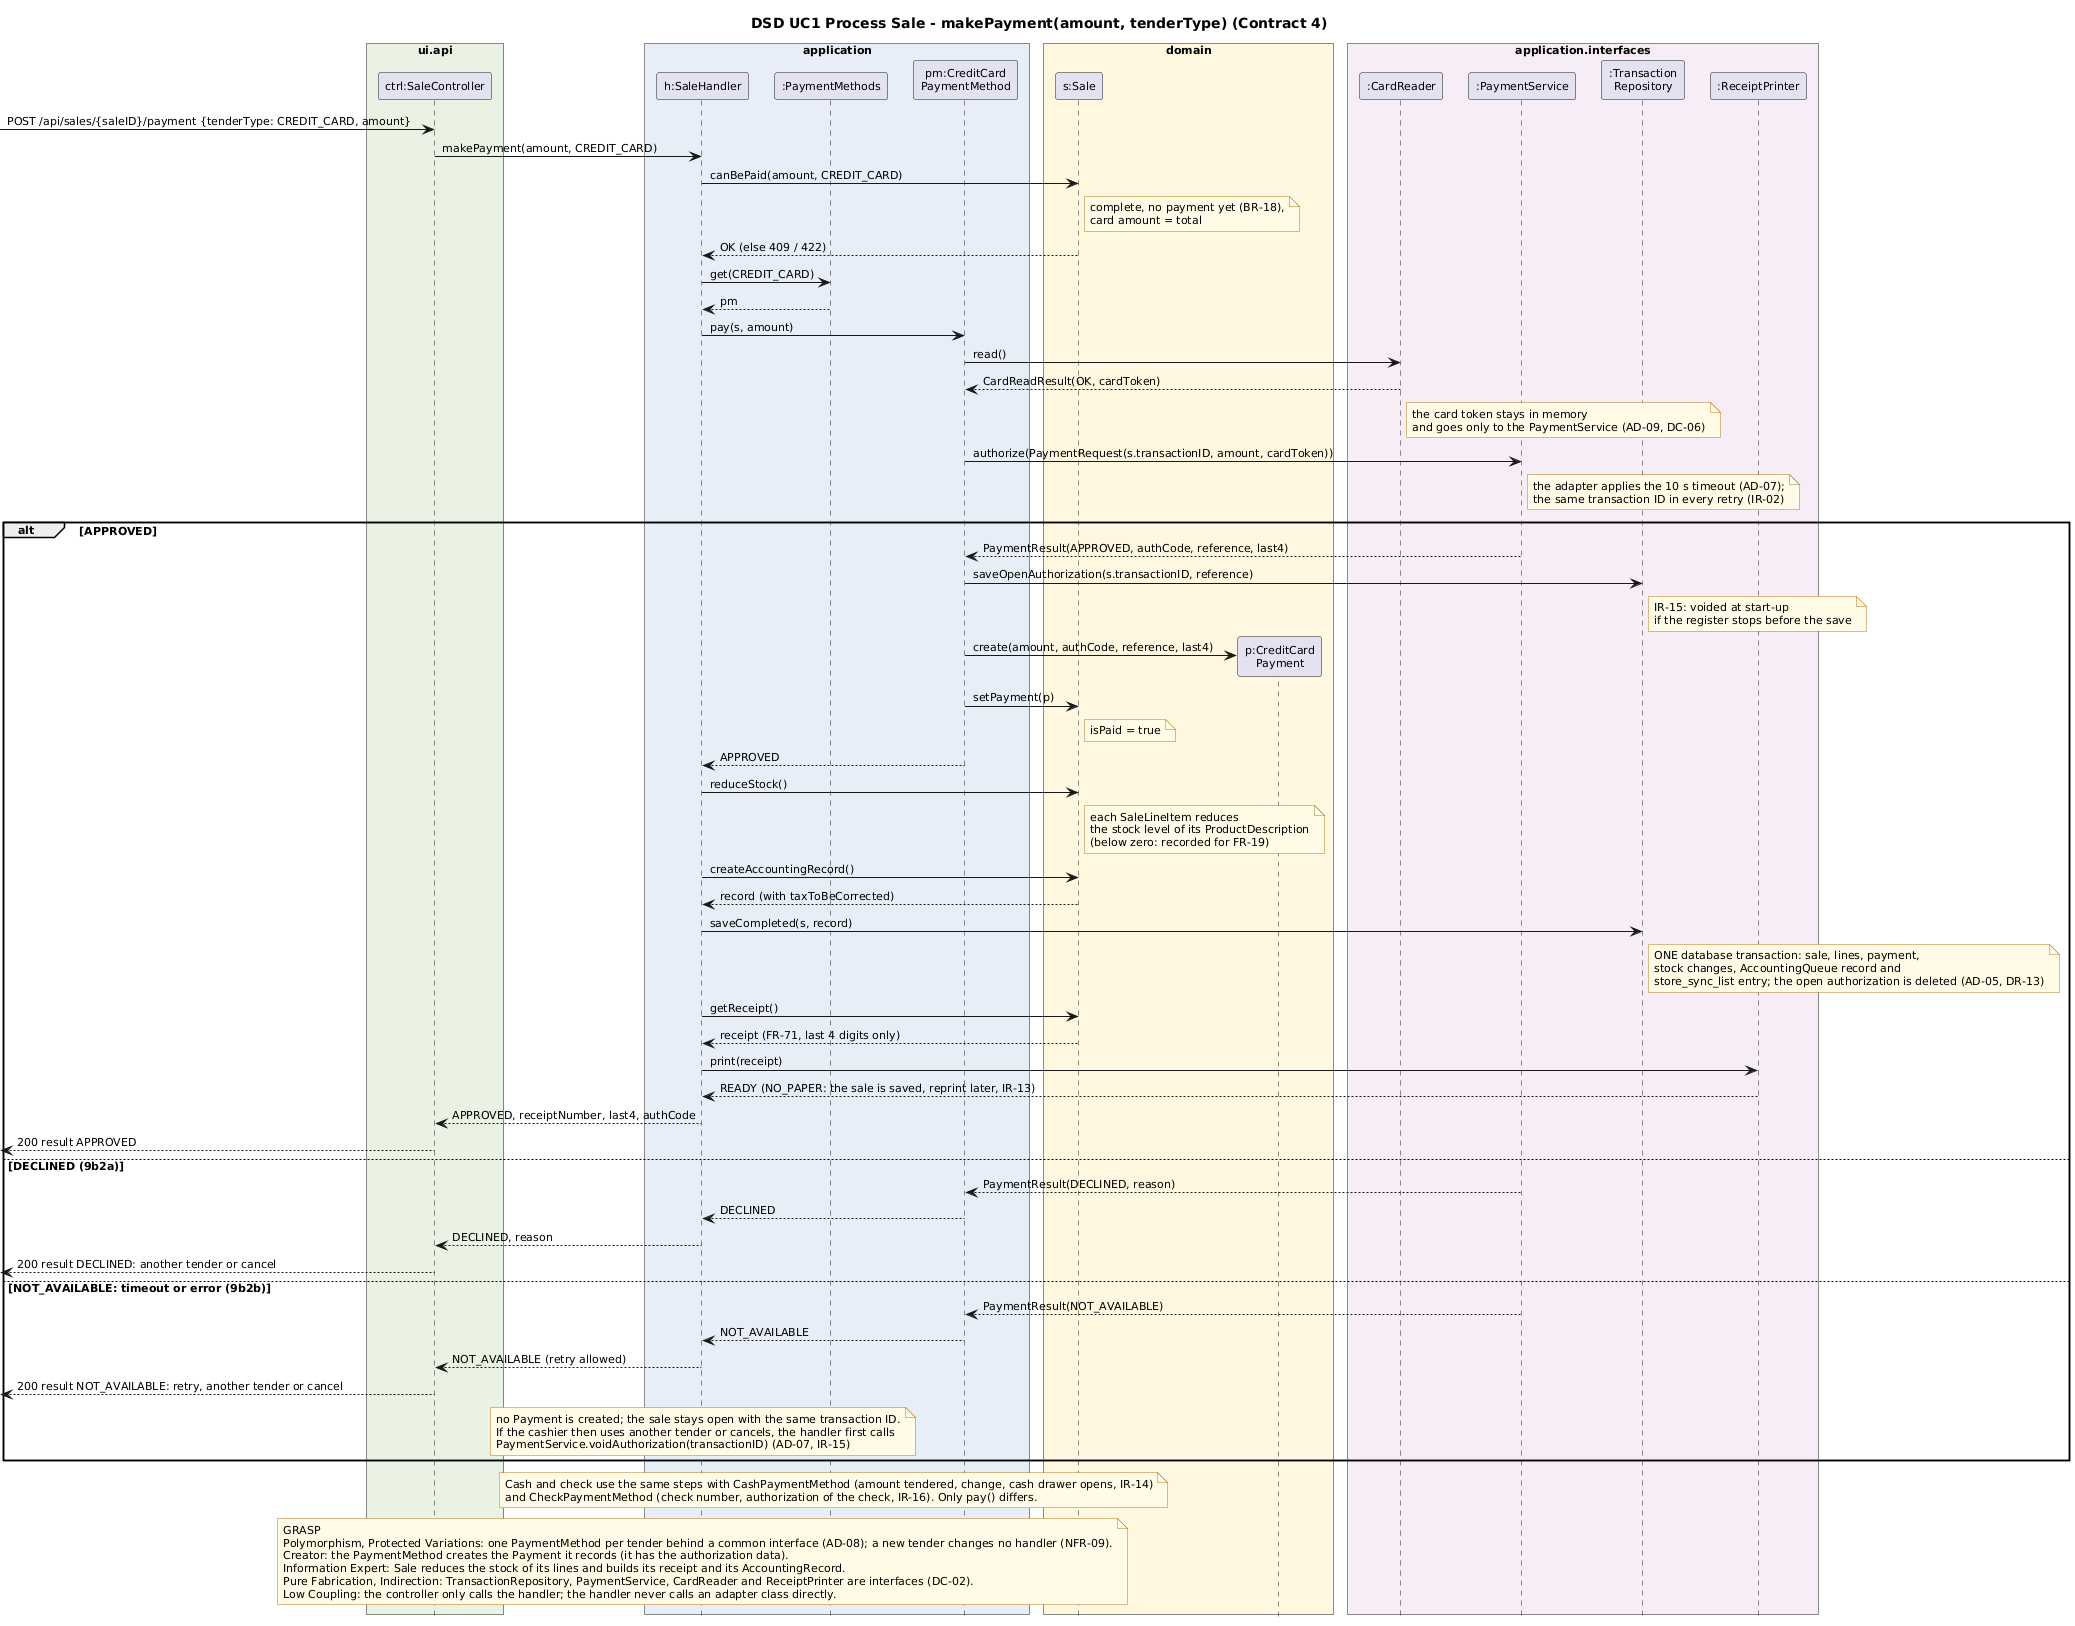 DSD UC1 Process Sale - makePayment(amount, tenderType) (Contract 4)
ui.api
application
domain
application.interfaces
ctrl:SaleController
h:SaleHandler
:PaymentMethods
pm:CreditCard
PaymentMethod
s:Sale
:CardReader
:PaymentService
:Transaction
Repository
:ReceiptPrinter
POST /api/sales/{saleID}/payment {tenderType: CREDIT_CARD, amount}
makePayment(amount, CREDIT_CARD)
canBePaid(amount, CREDIT_CARD)
complete, no payment yet (BR-18),
card amount = total
OK (else 409 / 422)
get(CREDIT_CARD)
pm
pay(s, amount)
read()
CardReadResult(OK, cardToken)
the card token stays in memory
and goes only to the PaymentService (AD-09, DC-06)
authorize(PaymentRequest(s.transactionID, amount, cardToken))
the adapter applies the 10 s timeout (AD-07);
the same transaction ID in every retry (IR-02)
alt [APPROVED]
PaymentResult(APPROVED, authCode, reference, last4)
saveOpenAuthorization(s.transactionID, reference)
IR-15: voided at start-up
if the register stops before the save
create(amount, authCode, reference, last4)
p:CreditCard
Payment
setPayment(p)
isPaid = true
APPROVED
reduceStock()
each SaleLineItem reduces
the stock level of its ProductDescription
(below zero: recorded for FR-19)
createAccountingRecord()
record (with taxToBeCorrected)
saveCompleted(s, record)
ONE database transaction: sale, lines, payment,
stock changes, AccountingQueue record and
store_sync_list entry; the open authorization is deleted (AD-05, DR-13)
getReceipt()
receipt (FR-71, last 4 digits only)
print(receipt)
READY (NO_PAPER: the sale is saved, reprint later, IR-13)
APPROVED, receiptNumber, last4, authCode
200 result APPROVED
[DECLINED (9b2a)]
PaymentResult(DECLINED, reason)
DECLINED
DECLINED, reason
200 result DECLINED: another tender or cancel
[NOT_AVAILABLE: timeout or error (9b2b)]
PaymentResult(NOT_AVAILABLE)
NOT_AVAILABLE
NOT_AVAILABLE (retry allowed)
200 result NOT_AVAILABLE: retry, another tender or cancel
no Payment is created; the sale stays open with the same transaction ID.
If the cashier then uses another tender or cancels, the handler first calls
PaymentService.voidAuthorization(transactionID) (AD-07, IR-15)
Cash and check use the same steps with CashPaymentMethod (amount tendered, change, cash drawer opens, IR-14)
and CheckPaymentMethod (check number, authorization of the check, IR-16). Only pay() differs.
GRASP
Polymorphism, Protected Variations: one PaymentMethod per tender behind a common interface (AD-08); a new tender changes no handler (NFR-09).
Creator: the PaymentMethod creates the Payment it records (it has the authorization data).
Information Expert: Sale reduces the stock of its lines and builds its receipt and its AccountingRecord.
Pure Fabrication, Indirection: TransactionRepository, PaymentService, CardReader and ReceiptPrinter are interfaces (DC-02).
Low Coupling: the controller only calls the handler; the handler never calls an adapter class directly.